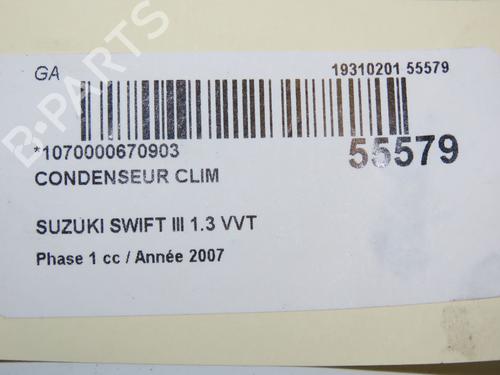 GA 19310201 55579
*1070000670903 55579
CONDENSEUR CLIM
SUZUKI SWIFT III 1.3 VVT
Phase 1 cc / Année 2007
B-PARTS